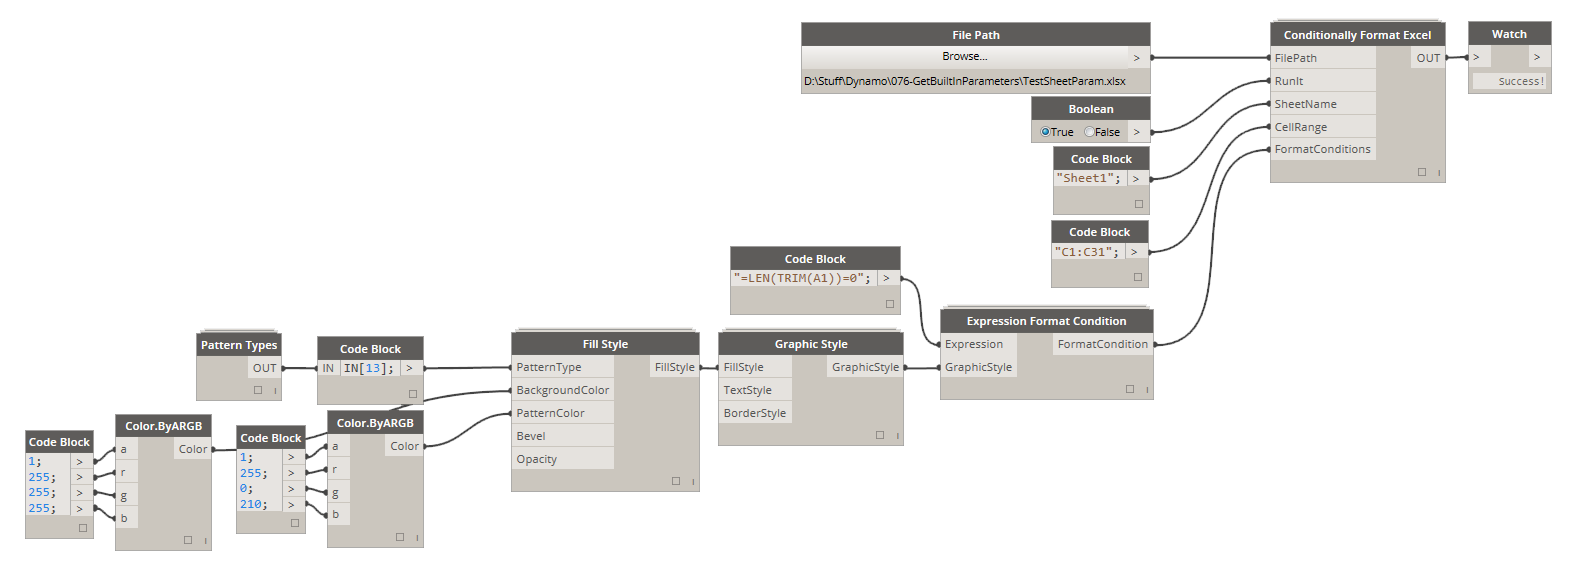 File Path
Browse...
>
D:\Stuff\Dynamo\076-GetBuiltInParameters\TestSheetParam.xlsx
Boolean
True False >
Code Block
"Sheet1"; >
Code Block
"C1:C31"; >
Conditionally Format Excel
FilePath OUT
RunIt
SheetName
CellRange
FormatConditions
Watch
> >
Success!
Code Block
"=LEN(TRIM(A1))=0"; >
Expression Format Condition
Expression FormatCondition
GraphicStyle
Pattern Types
OUT
Code Block
IN IN[13]; >
Fill Style
PatternType FillStyle
BackgroundColor
PatternColor
Bevel
Opacity
Graphic Style
FillStyle GraphicStyle
TextStyle
BorderStyle
Code Block
1; >
255; >
255; >
255; >
Color.ByARGB
a Color
r
g
b
Code Block
1; >
255; >
0; >
210; >
Color.ByARGB
a Color
r
g
b